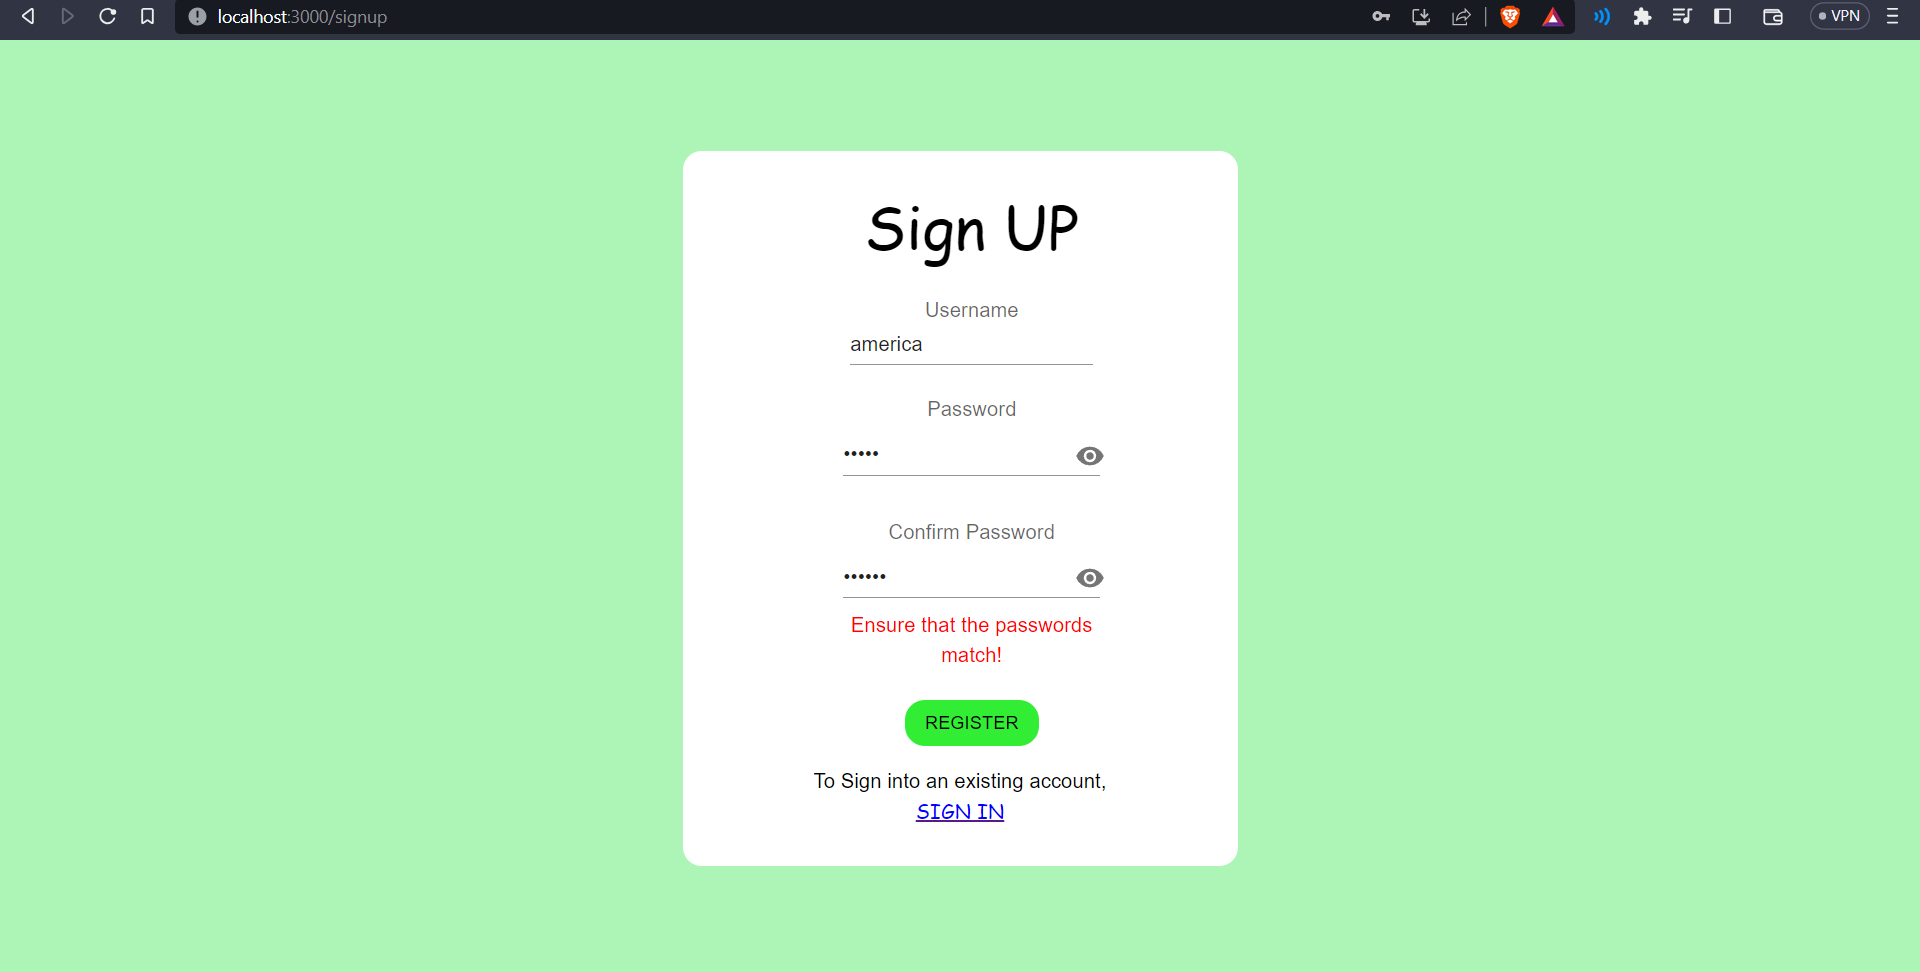 localhost:3000/signup
VPN
Sign UP
Username
america
Password
•••••
Confirm Password
••••••
Ensure that the passwords
match!
REGISTER
To Sign into an existing account,
SIGN IN